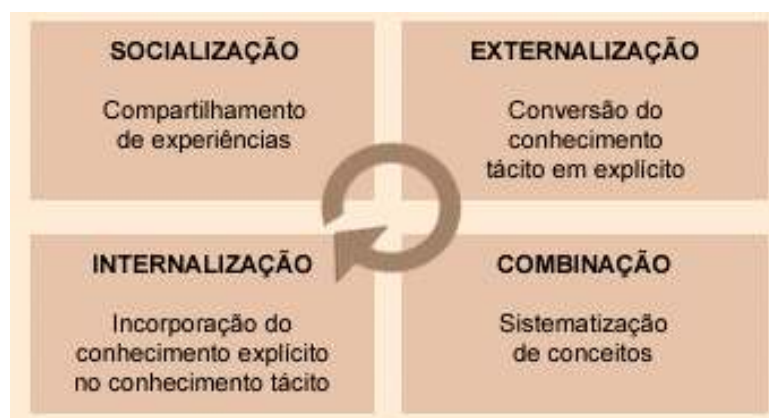 SOCIALIZAÇÃO
Compartilhamento
de experiências
EXTERNALIZAÇÃO
Conversão do
conhecimento
tácito em explícito
INTERNALIZAÇÃO
Incorporação do
conhecimento explícito
no conhecimento tácito
COMBINAÇÃO
Sistematização
de conceitos